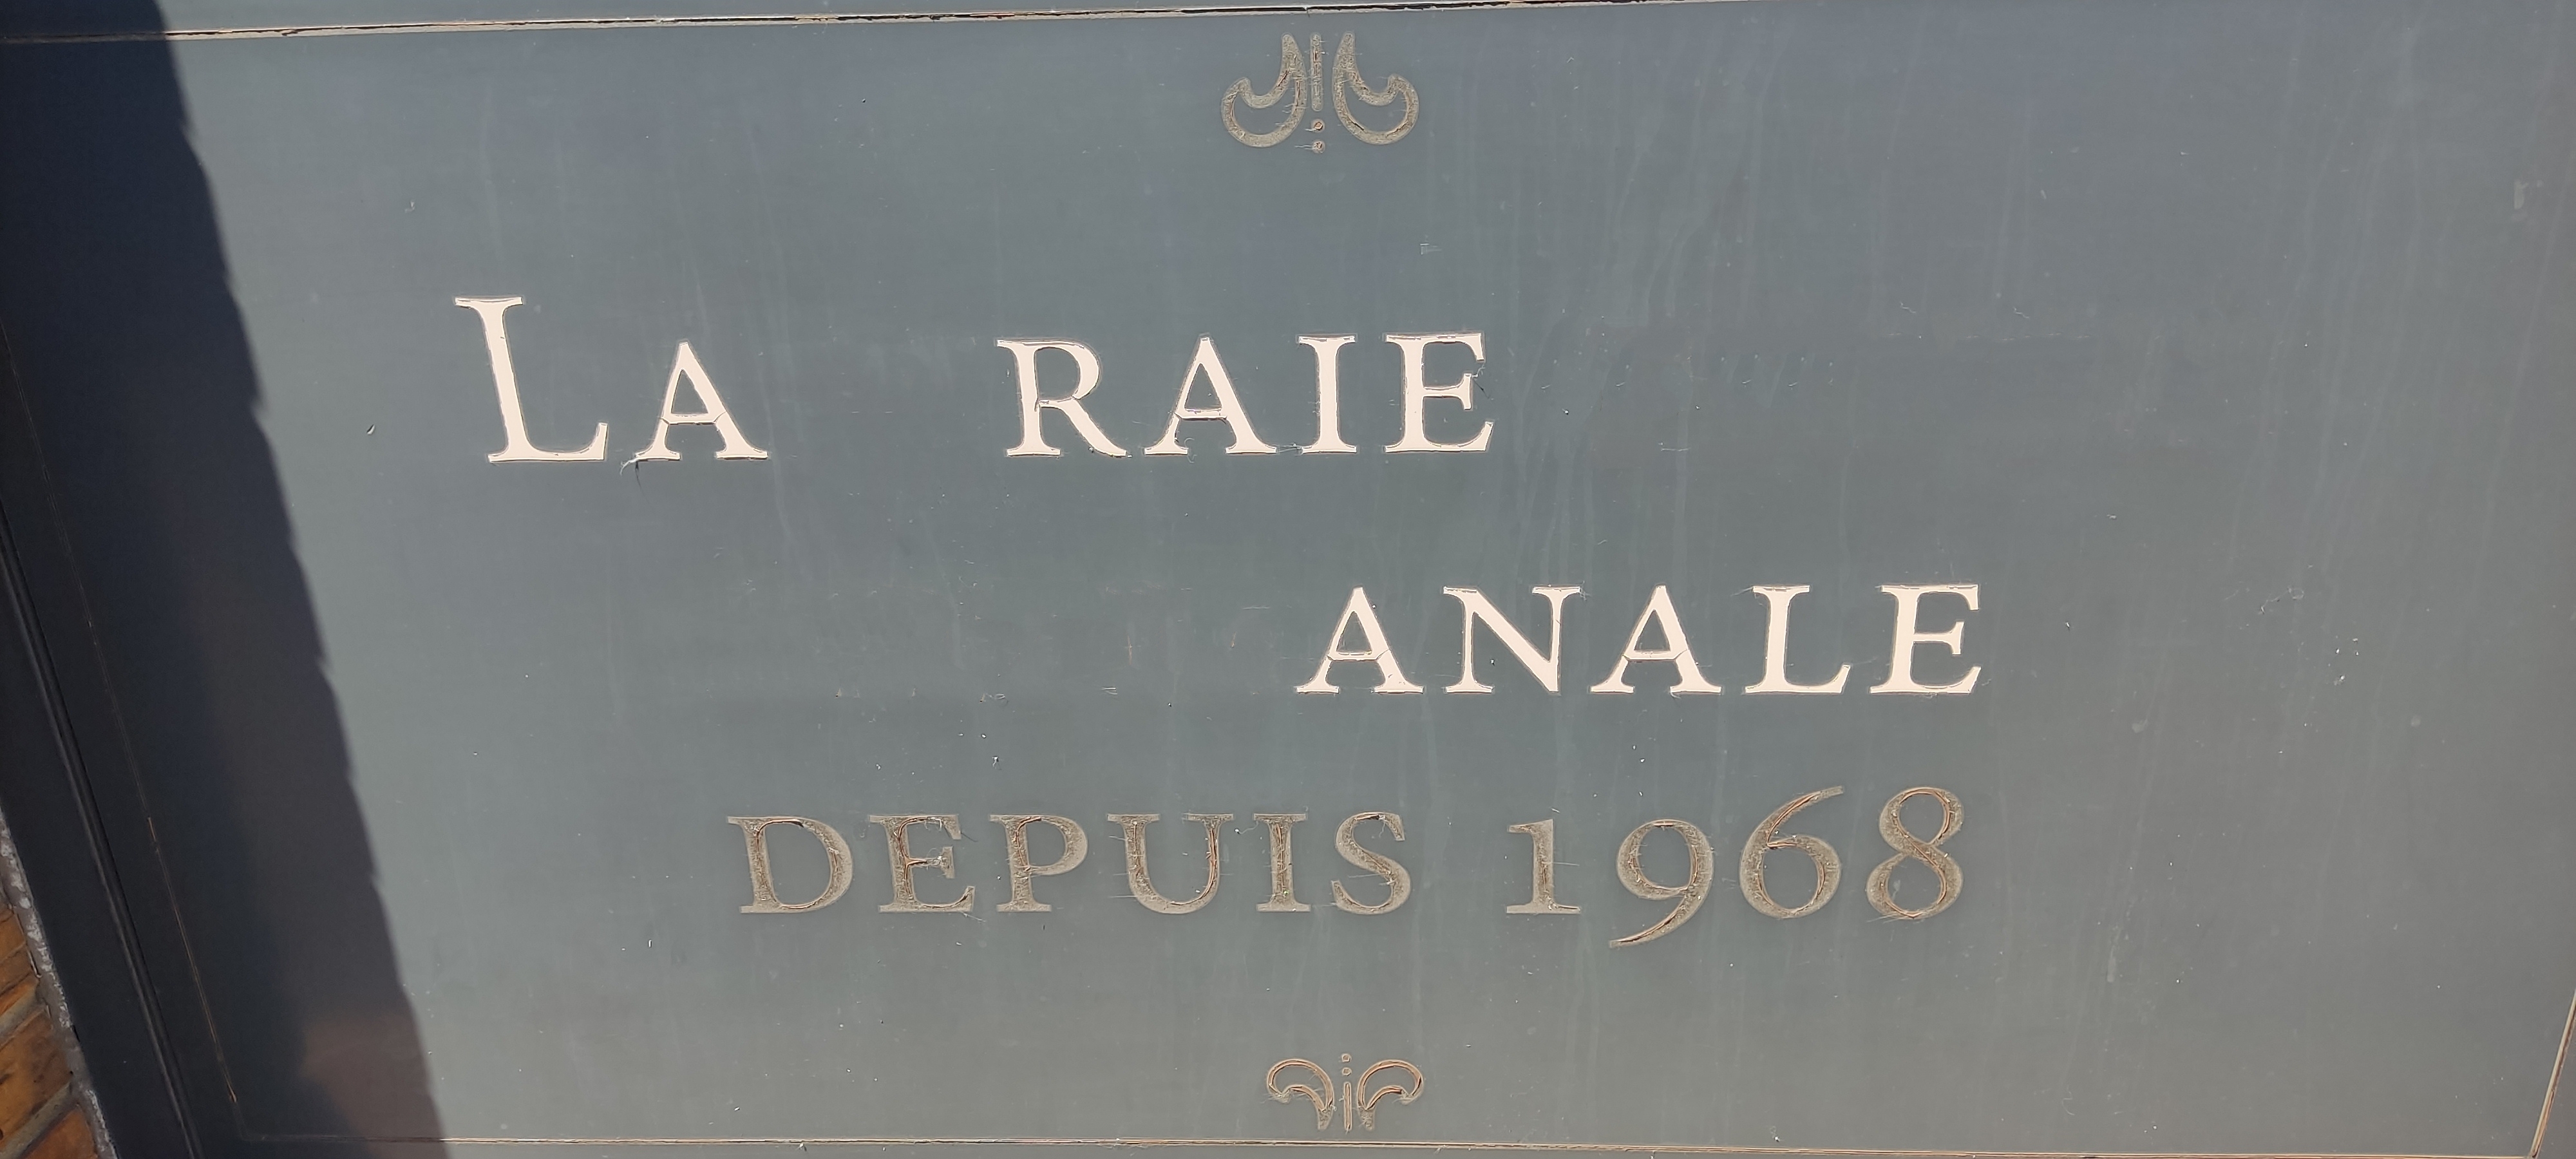 La raie
anale
depuis 1968